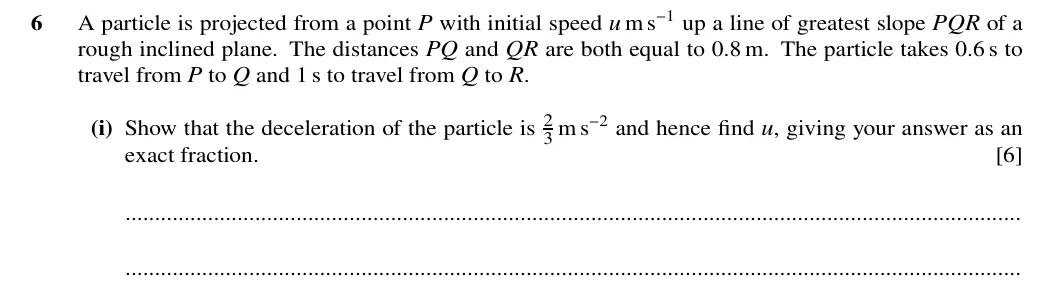 6 A particle is projected from a point P with initial speed u m s⁻¹ up a line of greatest slope PQR of a
rough inclined plane. The distances PQ and QR are both equal to 0.8 m. The particle takes 0.6 s to
travel from P to Q and 1 s to travel from Q to R.
(i) Show that the deceleration of the particle is 2/3 m s⁻² and hence find u, giving your answer as an
exact fraction. [6]